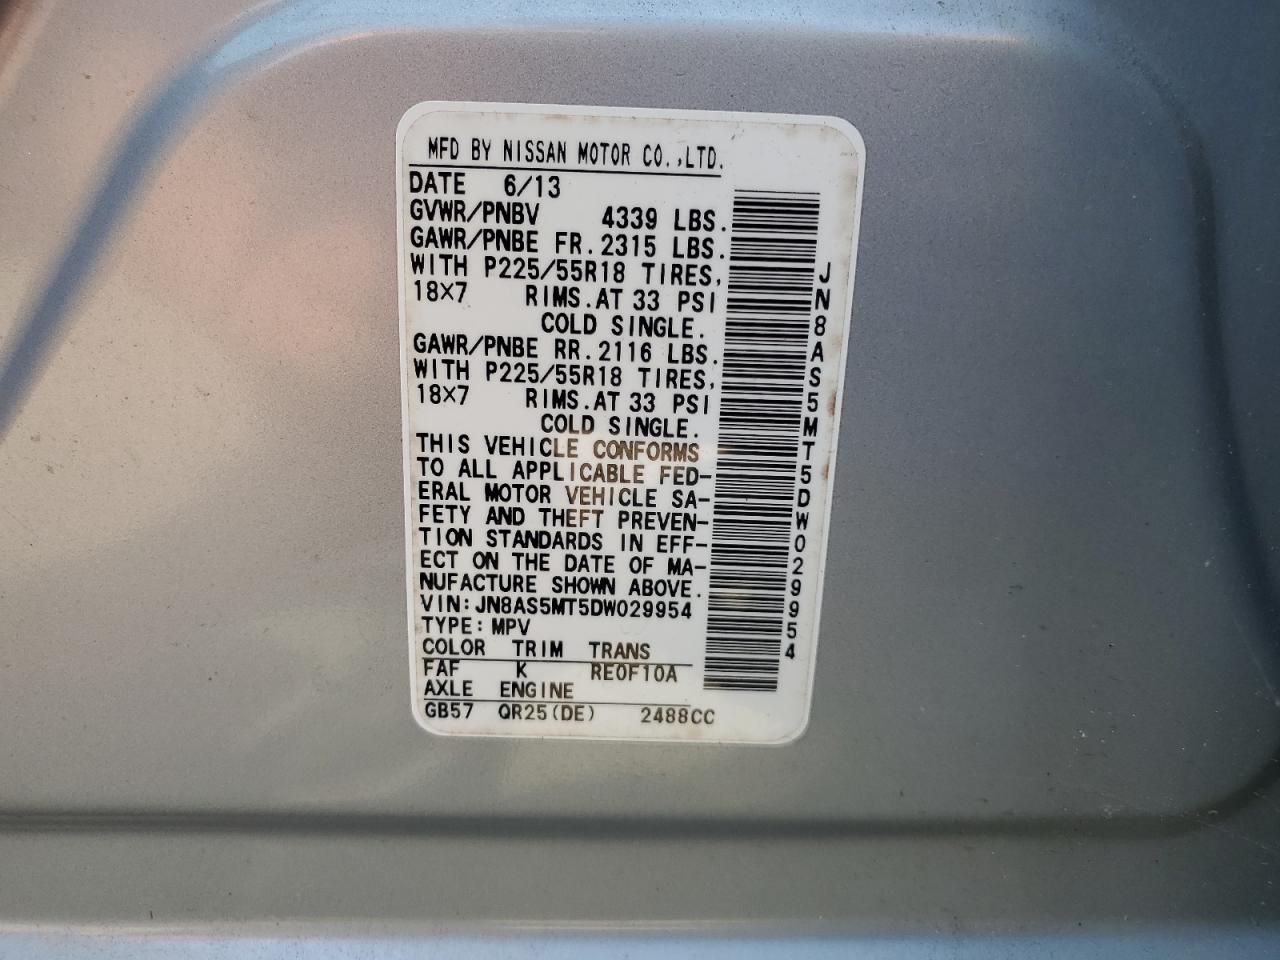 MFD BY NISSAN MOTOR CO.,LTD.
DATE 6/13
GVWR/PNBV 4339 LBS.
GAWR/PNBE FR.2315 LBS.
WITH P225/55R18 TIRES,
18X7 RIMS.AT 33 PSI
COLD SINGLE.
GAWR/PNBE RR.2116 LBS.
WITH P225/55R18 TIRES,
18X7 RIMS.AT 33 PSI
COLD SINGLE.
THIS VEHICLE CONFORMS
TO ALL APPLICABLE FED-
ERAL MOTOR VEHICLE SA-
FETY AND THEFT PREVEN-
TION STANDARDS IN EFF-
ECT ON THE DATE OF MA-
NUFACTURE SHOWN ABOVE.
VIN:JN8AS5MT5DW029954
TYPE:MPV
COLOR TRIM TRANS
FAF K RE0F10A
AXLE ENGINE
GB57 QR25(DE) 2488CC
JN8AS5MT5DW029954